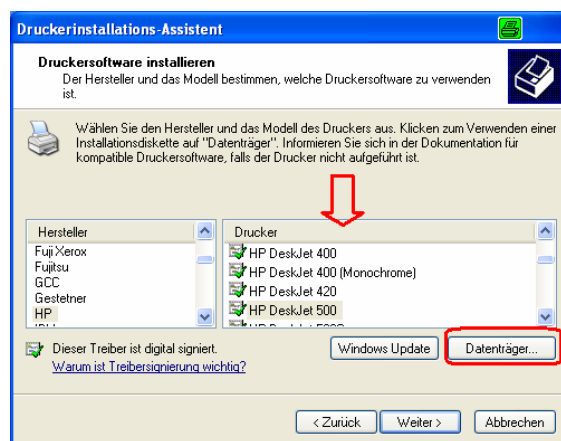 Druckerinstallations-Assistent
Druckersoftware installieren
Der Hersteller und das Modell bestimmen, welche Druckersoftware zu verwenden
ist.
Wählen Sie den Hersteller und das Modell des Druckers aus. Klicken zum Verwenden einer
Installationsdiskette auf "Datenträger". Informieren Sie sich in der Dokumentation für
kompatible Druckersoftware, falls der Drucker nicht aufgeführt ist.
Hersteller
Fuji Xerox
Fujitsu
GCC
Gestetner
HP
Drucker
HP DeskJet 400
HP DeskJet 400 (Monochrome)
HP DeskJet 420
HP DeskJet 500
Dieser Treiber ist digital signiert.
Warum ist Treibersignierung wichtig?
Windows Update
Datenträger...
< Zurück
Weiter >
Abbrechen